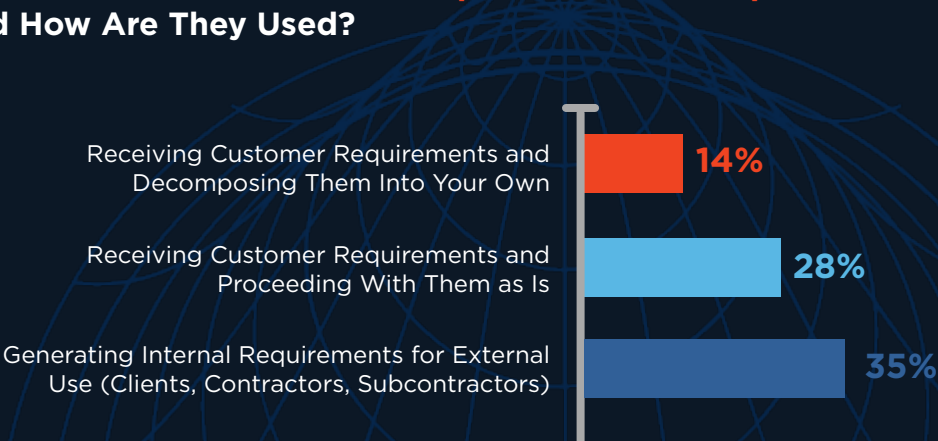 d How Are They Used?
Receiving Customer Requirements and
Decomposing Them Into Your Own
14%
Receiving Customer Requirements and
Proceeding With Them as Is
28%
Generating Internal Requirements for External
Use (Clients, Contractors, Subcontractors)
35%